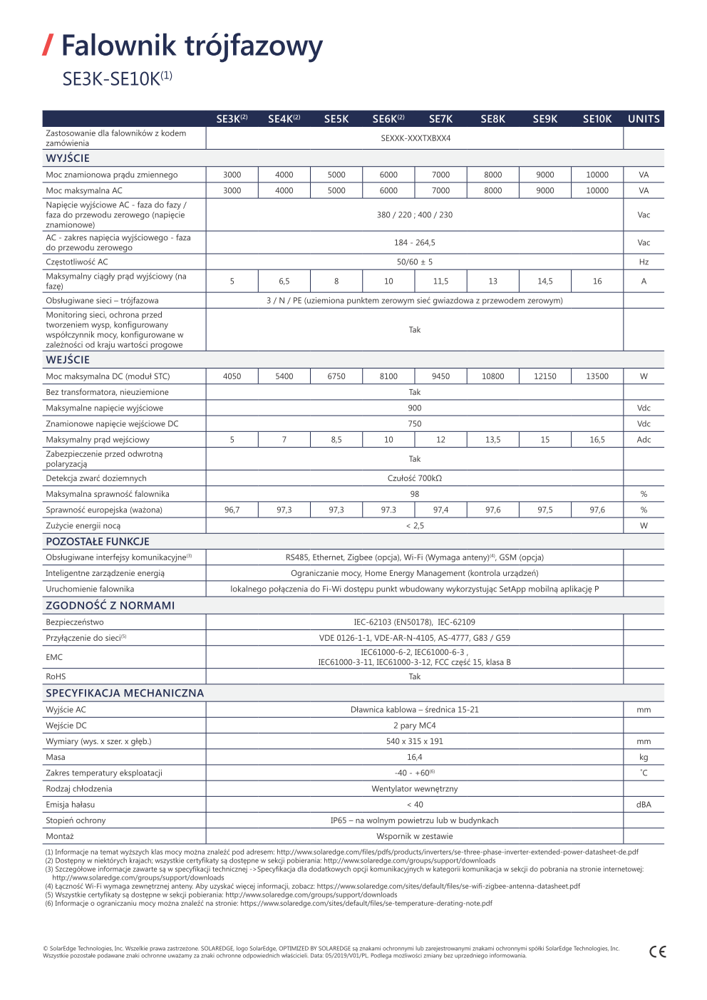 / Falownik trójfazowy
SE3K-SE10K(1)
SE3K(2) SE4K(2) SE5K SE6K(2) SE7K SE8K SE9K SE10K UNITS
Zastosowanie dla falowników z kodem
zamówienia SEXXK-XXXTXBXX4
WYJŚCIE
Moc znamionowa prądu zmiennego 3000 4000 5000 6000 7000 8000 9000 10000 VA
Moc maksymalna AC 3000 4000 5000 6000 7000 8000 9000 10000 VA
Napięcie wyjściowe AC - faza do fazy /
faza do przewodu zerowego (napięcie
znamionowe) 380 / 220 ; 400 / 230 Vac
AC - zakres napięcia wyjściowego - faza
do przewodu zerowego 184 - 264,5 Vac
Częstotliwość AC 50/60 ± 5 Hz
Maksymalny ciągły prąd wyjściowy (na
fazę) 5 6,5 8 10 11,5 13 14,5 16 A
Obsługiwane sieci – trójfazowa 3 / N / PE (uziemiona punktem zerowym sieć gwiazdowa z przewodem zerowym)
Monitoring sieci, ochrona przed
tworzeniem wysp, konfigurowany
współczynnik mocy, konfigurowane w
zależności od kraju wartości progowe Tak
WEJŚCIE
Moc maksymalna DC (moduł STC) 4050 5400 6750 8100 9450 10800 12150 13500 W
Bez transformatora, nieuziemione Tak
Maksymalne napięcie wyjściowe 900 Vdc
Znamionowe napięcie wejściowe DC 750 Vdc
Maksymalny prąd wejściowy 5 7 8,5 10 12 13,5 15 16,5 Adc
Zabezpieczenie przed odwrotną
polaryzacją Tak
Detekcja zwarć doziemnych Czułość 700kΩ
Maksymalna sprawność falownika 98 %
Sprawność europejska (ważona) 96,7 97,3 97,3 97.3 97,4 97,6 97,5 97,6 %
Zużycie energii nocą < 2,5 W
POZOSTAŁE FUNKCJE
Obsługiwane interfejsy komunikacyjne(3) RS485, Ethernet, Zigbee (opcja), Wi-Fi (Wymaga anteny)(4), GSM (opcja)
Inteligentne zarządzenie energią Ograniczanie mocy, Home Energy Management (kontrola urządzeń)
Uruchomienie falownika lokalnego połączenia do Fi-Wi dostępu punkt wbudowany wykorzystując SetApp mobilną aplikację P
ZGODNOŚĆ Z NORMAMI
Bezpieczeństwo IEC-62103 (EN50178), IEC-62109
Przyłączenie do sieci(5) VDE 0126-1-1, VDE-AR-N-4105, AS-4777, G83 / G59
EMC IEC61000-6-2, IEC61000-6-3 ,
IEC61000-3-11, IEC61000-3-12, FCC część 15, klasa B
RoHS Tak
SPECYFIKACJA MECHANICZNA
Wyjście AC Dławnica kablowa – średnica 15-21 mm
Wejście DC 2 pary MC4
Wymiary (wys. x szer. x głęb.) 540 x 315 x 191 mm
Masa 16,4 kg
Zakres temperatury eksploatacji -40 - +60(6) ˚C
Rodzaj chłodzenia Wentylator wewnętrzny
Emisja hałasu < 40 dBA
Stopień ochrony IP65 – na wolnym powietrzu lub w budynkach
Montaż Wspornik w zestawie
(1) Informacje na temat wyższych klas mocy można znaleźć pod adresem: http://www.solaredge.com/files/pdfs/products/inverters/se-three-phase-inverter-extended-power-datasheet-de.pdf
(2) Dostępny w niektórych krajach; wszystkie certyfikaty są dostępne w sekcji pobierania: http://www.solaredge.com/groups/support/downloads
(3) Szczegółowe informacje zawarte są w specyfikacji technicznej ->Specyfikacja dla dodatkowych opcji komunikacyjnych w kategorii komunikacja w sekcji do pobrania na stronie internetowej:
http://www.solaredge.com/groups/support/downloads
(4) Łączność Wi-Fi wymaga zewnętrznej anteny. Aby uzyskać więcej informacji, zobacz: https://www.solaredge.com/sites/default/files/se-wifi-zigbee-antenna-datasheet.pdf
(5) Wszystkie certyfikaty są dostępne w sekcji pobierania: http://www.solaredge.com/groups/support/downloads
(6) Informacje o ograniczaniu mocy można znaleźć na stronie: https://www.solaredge.com/sites/default/files/se-temperature-derating-note.pdf
© SolarEdge Technologies, Inc. Wszelkie prawa zastrzeżone. SOLAREDGE, logo SolarEdge, OPTIMIZED BY SOLAREDGE są znakami ochronnymi lub zarejestrowanymi znakami ochronnymi spółki SolarEdge Technologies, Inc.
Wszystkie pozostałe podawane znaki ochronne uważamy za znaki ochronne odpowiednich właścicieli. Data: 05/2019/V01/PL. Podlega możliwości zmiany bez uprzedniego informowania.
CE